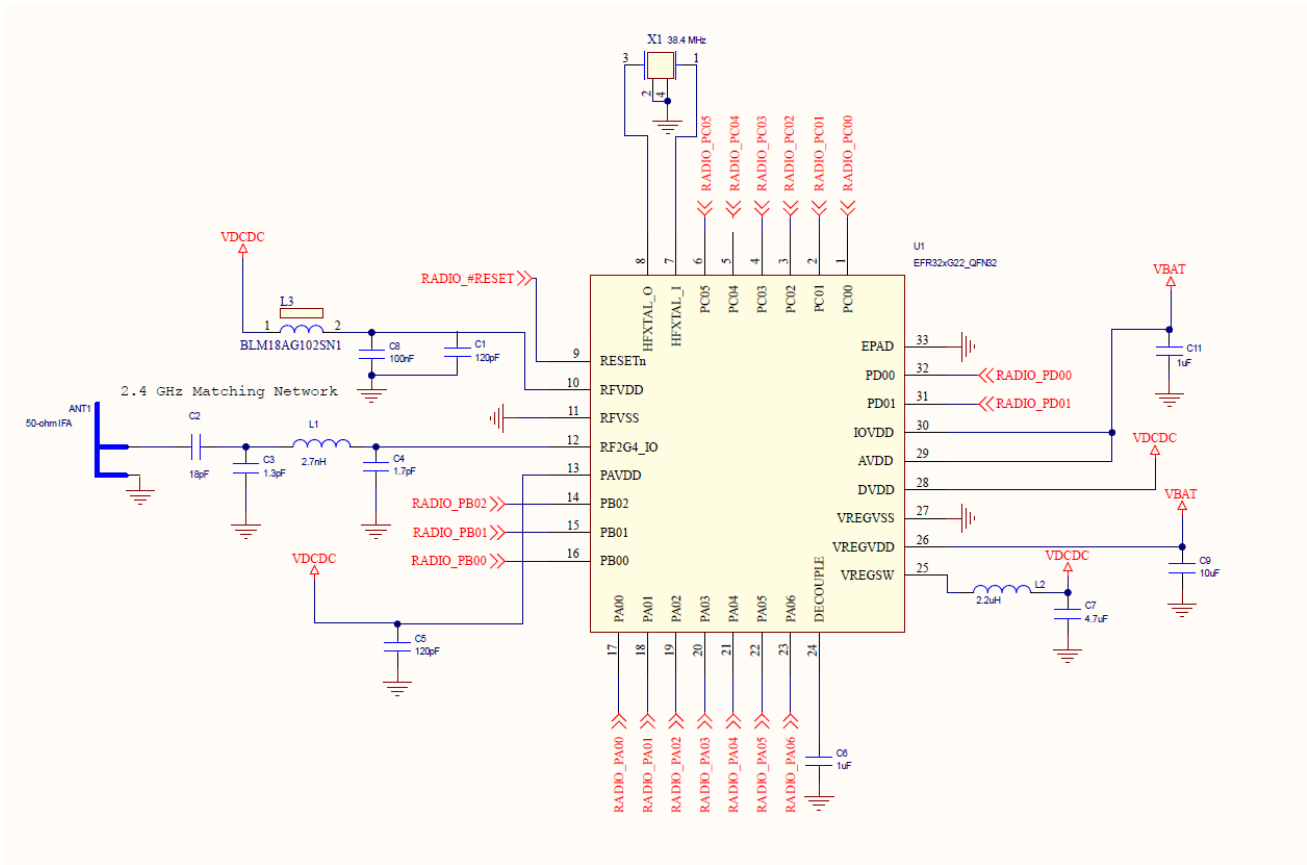 X1 38.4 MHz
3
1
2
4
RADIO_PC05
RADIO_PC04
RADIO_PC03
RADIO_PC02
RADIO_PC01
RADIO_PC00
8
7
6
5
4
3
2
1
U1
EFR32xG22_QFN32
HFXTAL_O
HFXTAL_I
PC05
PC04
PC03
PC02
PC01
PC00
VDCDC
L3
1
2
BLM18AG102SN1
C8
100nF
C1
120pF
RADIO_#RESET
9
RESETn
10
RFVDD
11
RFVSS
12
RF2G4_IO
13
PAVDD
14
PB02
15
PB01
16
PB00
2.4 GHz Matching Network
ANT1
50-ohm IFA
C2
18pF
C3
1.3pF
L1
2.7nH
C4
1.7pF
RADIO_PB02
RADIO_PB01
RADIO_PB00
VDCDC
C5
120pF
EPAD
33
PD00
32
RADIO_PD00
PD01
31
RADIO_PD01
IOVDD
30
AVDD
29
DVDD
28
VREGVSS
27
VREGVDD
26
VREGSW
25
VBAT
C11
1uF
VDCDC
VBAT
C9
10uF
VDCDC
L2
2.2uH
C7
4.7uF
PA00
PA01
PA02
PA03
PA04
PA05
PA06
DECOUPLE
17
18
19
20
21
22
23
24
RADIO_PA00
RADIO_PA01
RADIO_PA02
RADIO_PA03
RADIO_PA04
RADIO_PA05
RADIO_PA06
C6
1uF